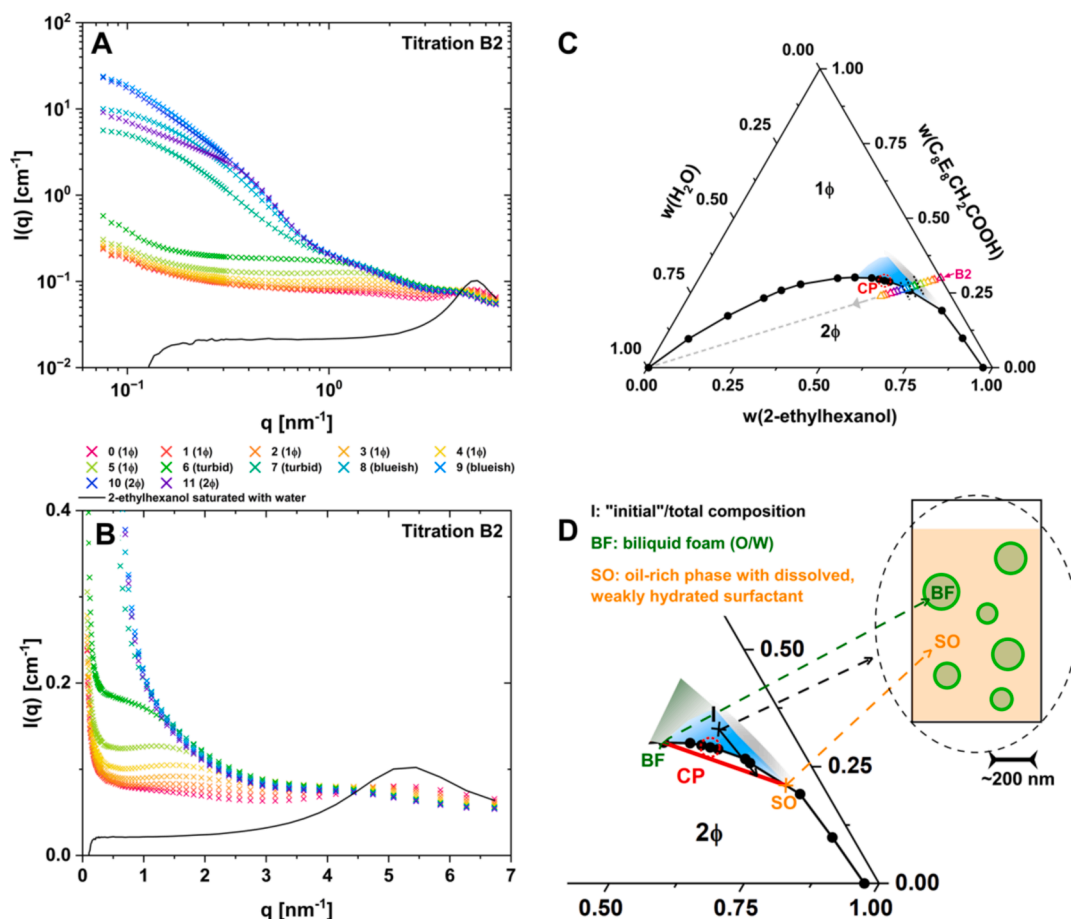 A
Titration B2
10²
10¹
10⁰
10⁻¹
10⁻²
I(q) [cm⁻¹]
10⁻¹
10⁰
q [nm⁻¹]
0 (1ϕ)
1 (1ϕ)
2 (1ϕ)
3 (1ϕ)
4 (1ϕ)
5 (1ϕ)
6 (turbid)
7 (turbid)
8 (blueish)
9 (blueish)
10 (2ϕ)
11 (2ϕ)
2-ethylhexanol saturated with water
B
Titration B2
0.4
0.2
0.0
I(q) [cm⁻¹]
0
1
2
3
4
5
6
7
q [nm⁻¹]
C
0.00
1.00
0.25
0.75
w(H₂O)
w(C₈E₈CH₂COOH)
1ϕ
0.50
0.50
0.75
B2
0.25
CP
2ϕ
1.00
0.00
0.00
0.25
0.50
0.75
1.00
w(2-ethylhexanol)
D
I: "initial"/total composition
BF: biliquid foam (O/W)
SO: oil-rich phase with dissolved,
weakly hydrated surfactant
BF
SO
~200 nm
0.50
I
BF
CP
0.25
SO
2ϕ
0.00
0.50
0.75
1.00